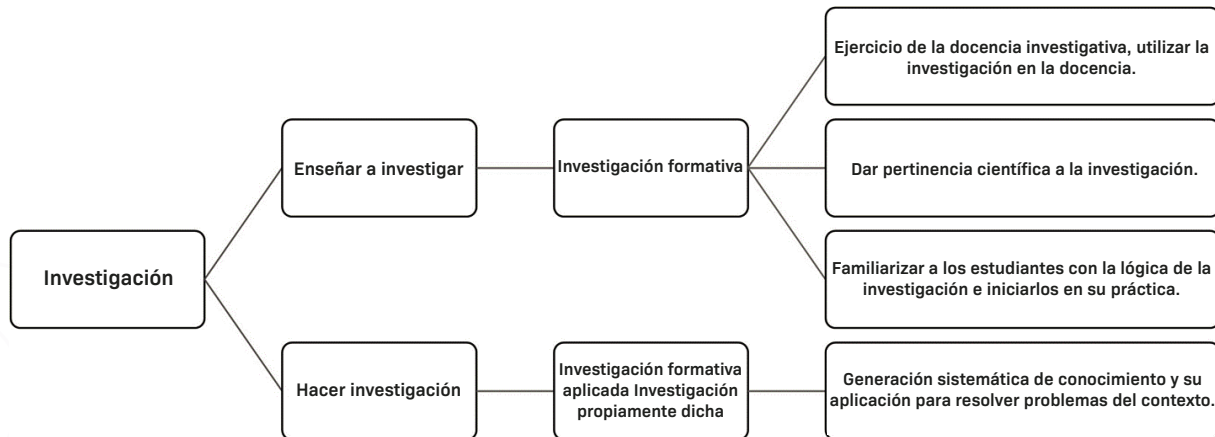 Ejercicio de la docencia investigativa, utilizar la
investigación en la docencia.
Enseñar a investigar
Investigación formativa
Dar pertinencia científica a la investigación.
Investigación
Familiarizar a los estudiantes con la lógica de la
investigación e iniciarlos en su práctica.
Hacer investigación
Investigación formativa
aplicada Investigación
propiamente dicha
Generación sistemática de conocimiento y su
aplicación para resolver problemas del contexto.